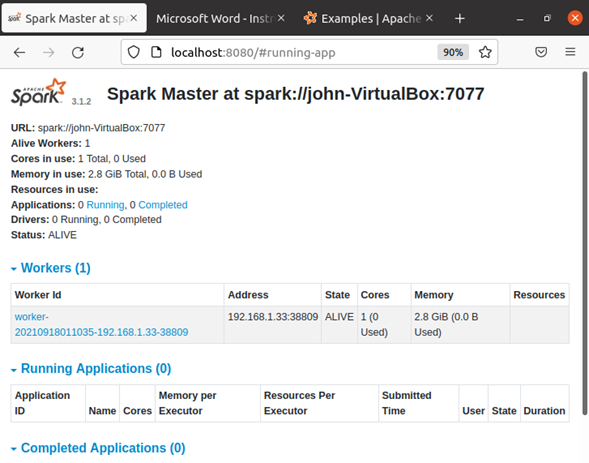 Spark Master at sp
Microsoft Word - Instr
Examples | Apache
localhost:8080/#running-app
90%
APACHE
Spark
3.1.2
Spark Master at spark://john-VirtualBox:7077
URL: spark://john-VirtualBox:7077
Alive Workers: 1
Cores in use: 1 Total, 0 Used
Memory in use: 2.8 GiB Total, 0.0 B Used
Resources in use:
Applications: 0 Running, 0 Completed
Drivers: 0 Running, 0 Completed
Status: ALIVE
Workers (1)
Worker Id Address State Cores Memory Resources
worker-
20210918011035-192.168.1.33-38809
192.168.1.33:38809
ALIVE
1 (0
Used)
2.8 GiB (0.0 B
Used)
Running Applications (0)
Application
ID
Name
Cores
Memory per
Executor
Resources Per
Executor
Submitted
Time
User
State
Duration
Completed Applications (0)